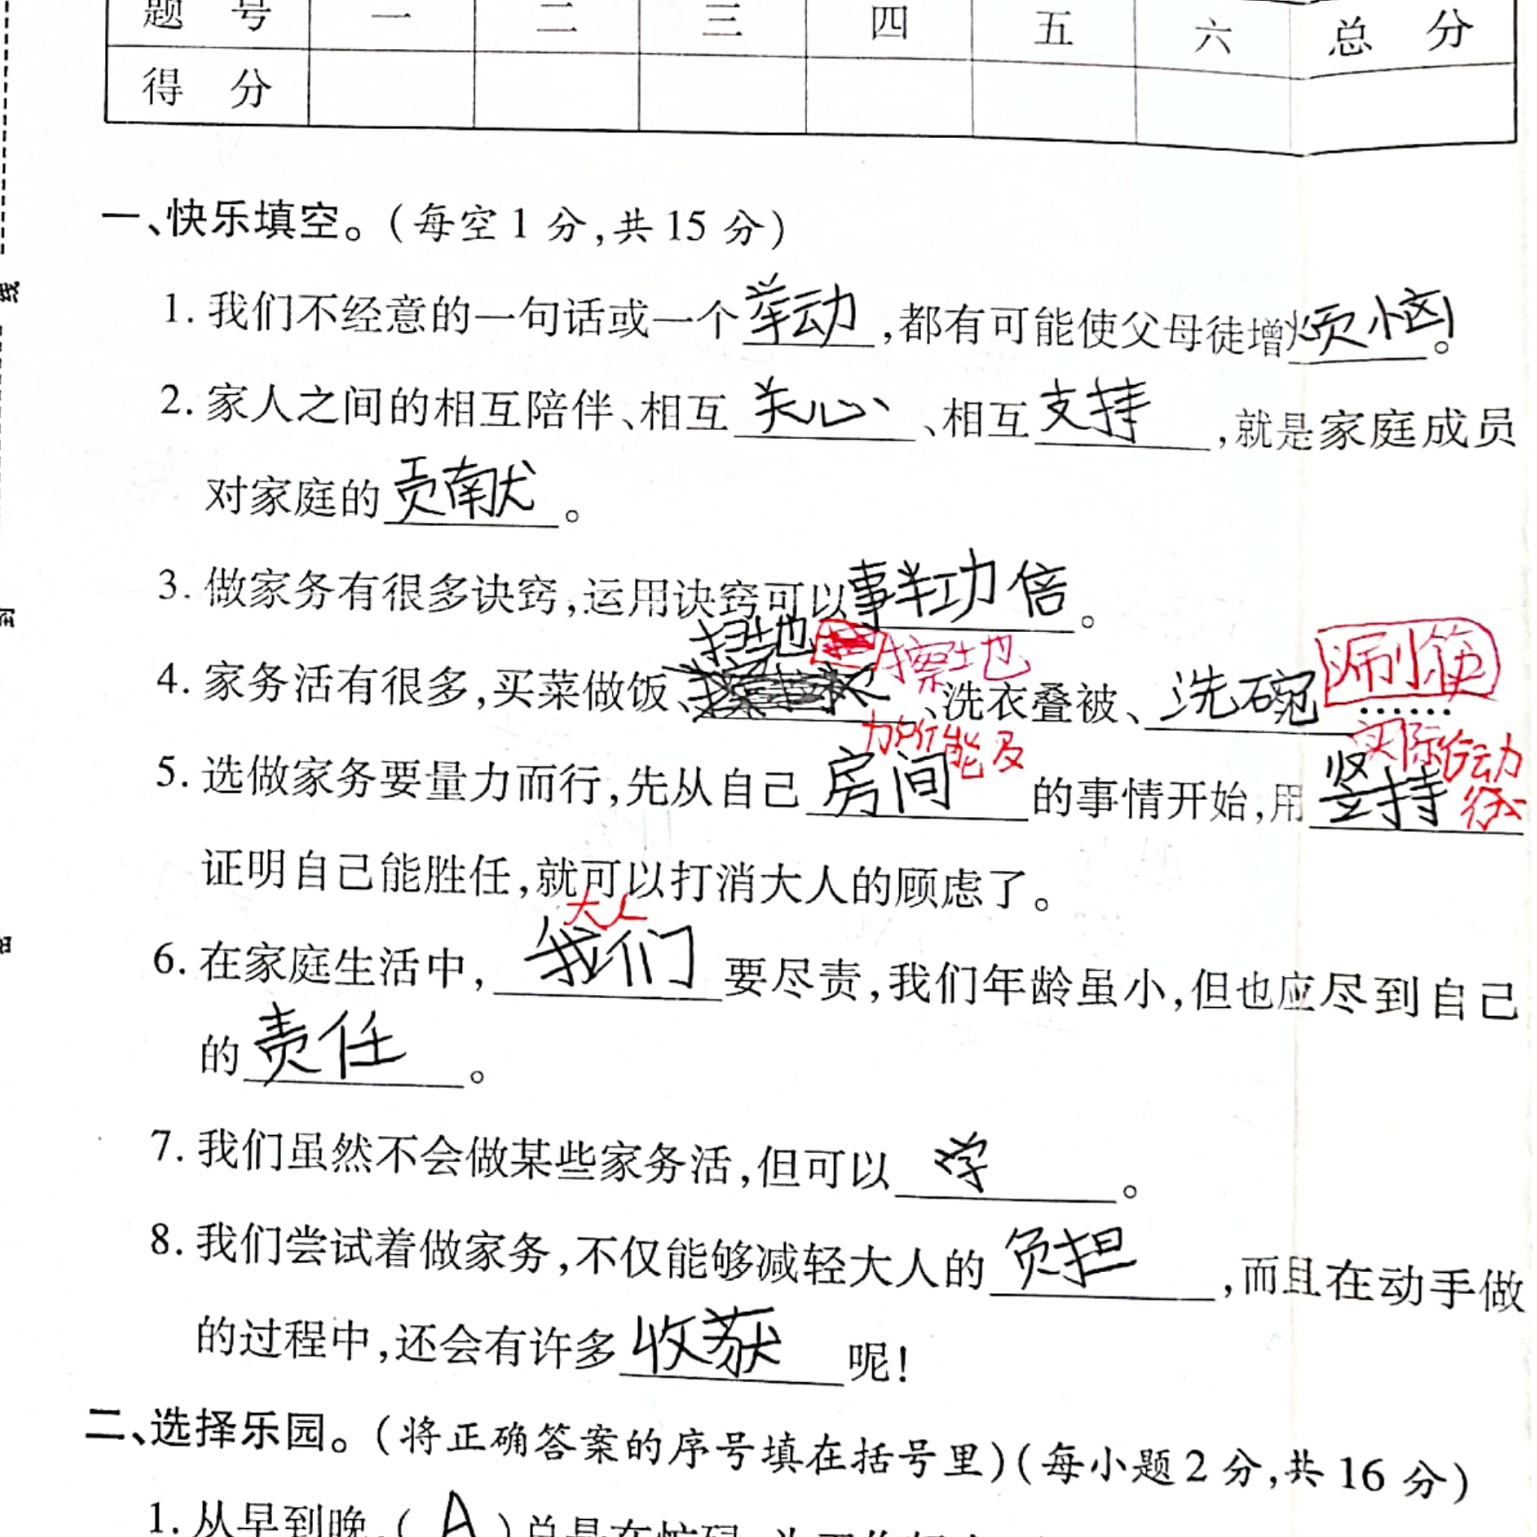 题 号 一 二 三 四 五 六 总 分
得 分
线
一、快乐填空。(每空1分,共15分)
1. 我们不经意的一句话或一个举动,都有可能使父母徒增烦恼。
2. 家人之间的相互陪伴、相互关心、相互支持,就是家庭成员
对家庭的贡献。
封
3. 做家务有很多诀窍,运用诀窍可以事半功倍。
扫地 擦地 涮筷
4. 家务活有很多,买菜做饭、、洗衣叠被、洗碗……
力所能及 实际行动
5. 选做家务要量力而行,先从自己房间的事情开始,用坚持
证明自己能胜任,就可以打消大人的顾虑了。
大人
密
6. 在家庭生活中,我们要尽责,我们年龄虽小,但也应尽到自己
的责任。
7. 我们虽然不会做某些家务活,但可以学。
8. 我们尝试着做家务,不仅能够减轻大人的负担,而且在动手做
的过程中,还会有许多收获呢!
二、选择乐园。(将正确答案的序号填在括号里)(每小题2分,共16分)
1. 从早到晚,(A)总是在忙碌